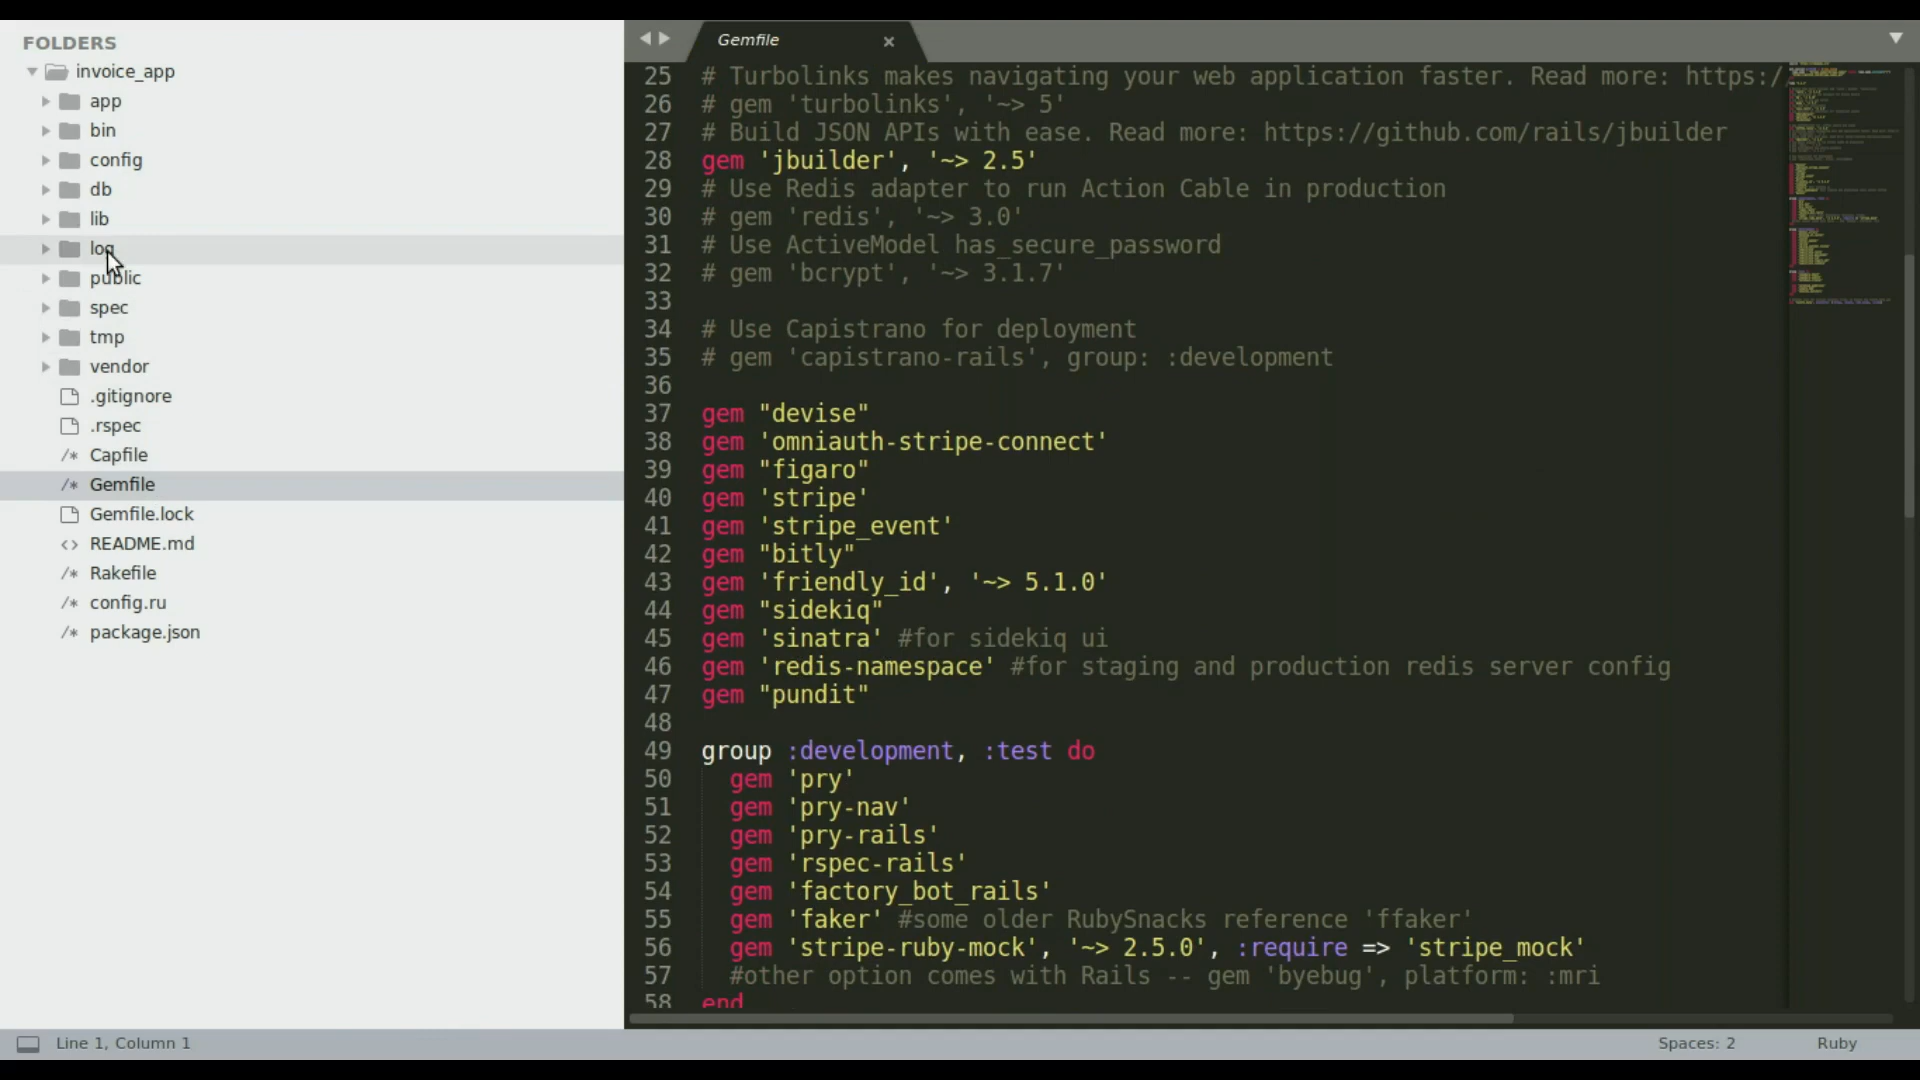 FOLDERS
invoice_app
app
bin
config
db
lib
log
public
spec
tmp
vendor
.gitignore
.rspec
/* Capfile
/* Gemfile
Gemfile.lock
<> README.md
/* Rakefile
/* config.ru
/* package.json
Gemfile
25 # Turbolinks makes navigating your web application faster. Read more: https:/
26 # gem 'turbolinks', '~> 5'
27 # Build JSON APIs with ease. Read more: https://github.com/rails/jbuilder
28 gem 'jbuilder', '~> 2.5'
29 # Use Redis adapter to run Action Cable in production
30 # gem 'redis', '~> 3.0'
31 # Use ActiveModel has_secure_password
32 # gem 'bcrypt', '~> 3.1.7'
33
34 # Use Capistrano for deployment
35 # gem 'capistrano-rails', group: :development
36
37 gem "devise"
38 gem 'omniauth-stripe-connect'
39 gem "figaro"
40 gem 'stripe'
41 gem 'stripe_event'
42 gem "bitly"
43 gem 'friendly_id', '~> 5.1.0'
44 gem "sidekiq"
45 gem 'sinatra' #for sidekiq ui
46 gem 'redis-namespace' #for staging and production redis server config
47 gem "pundit"
48
49 group :development, :test do
50 gem 'pry'
51 gem 'pry-nav'
52 gem 'pry-rails'
53 gem 'rspec-rails'
54 gem 'factory_bot_rails'
55 gem 'faker' #some older RubySnacks reference 'ffaker'
56 gem 'stripe-ruby-mock', '~> 2.5.0', :require => 'stripe_mock'
57 #other option comes with Rails -- gem 'byebug', platform: :mri
58 end
Line 1, Column 1
Spaces: 2
Ruby